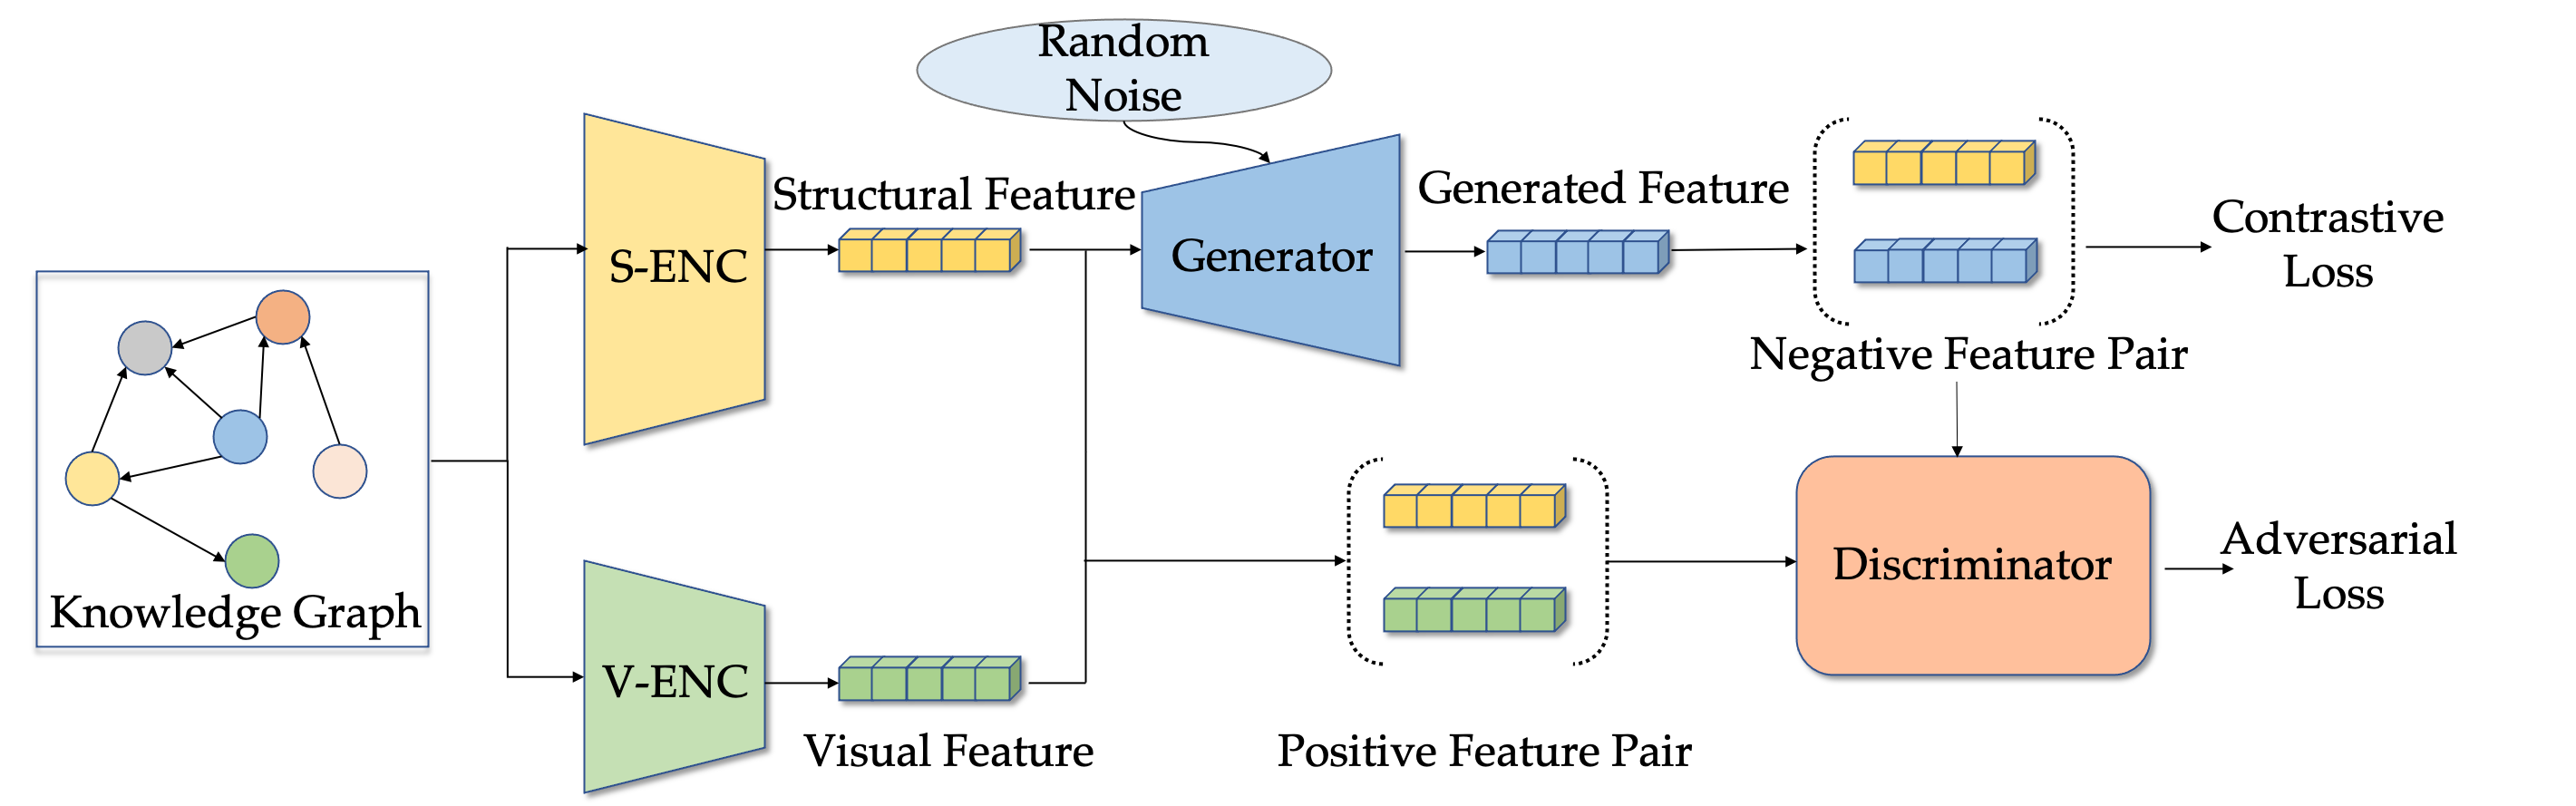 Random
Noise
Structural Feature
Generated Feature
S-ENC
Generator
Contrastive
Loss
Negative Feature Pair
Knowledge Graph
Discriminator
Adversarial
Loss
V-ENC
Visual Feature
Positive Feature Pair